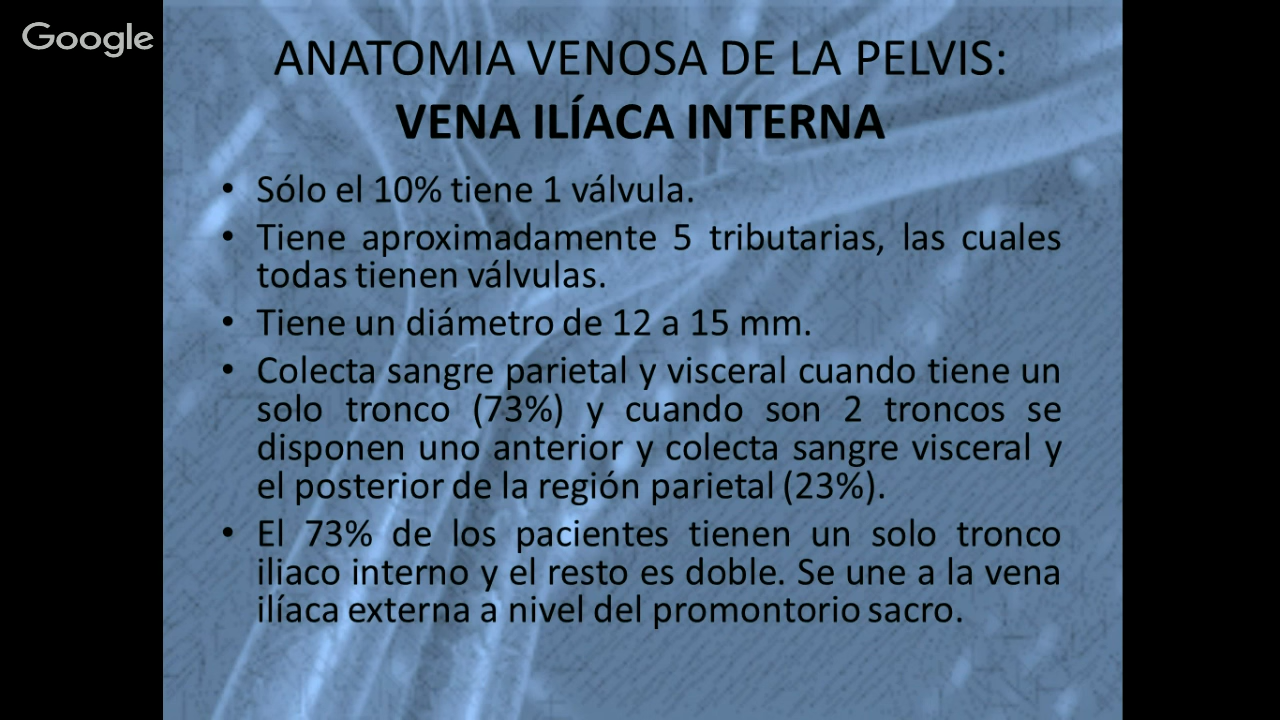 Google
ANATOMIA VENOSA DE LA PELVIS:
VENA ILÍACA INTERNA
• Sólo el 10% tiene 1 válvula.
• Tiene aproximadamente 5 tributarias, las cuales
todas tienen válvulas.
• Tiene un diámetro de 12 a 15 mm.
• Colecta sangre parietal y visceral cuando tiene un
solo tronco (73%) y cuando son 2 troncos se
disponen uno anterior y colecta sangre visceral y
el posterior de la región parietal (23%).
• El 73% de los pacientes tienen un solo tronco
iliaco interno y el resto es doble. Se une a la vena
ilíaca externa a nivel del promontorio sacro.